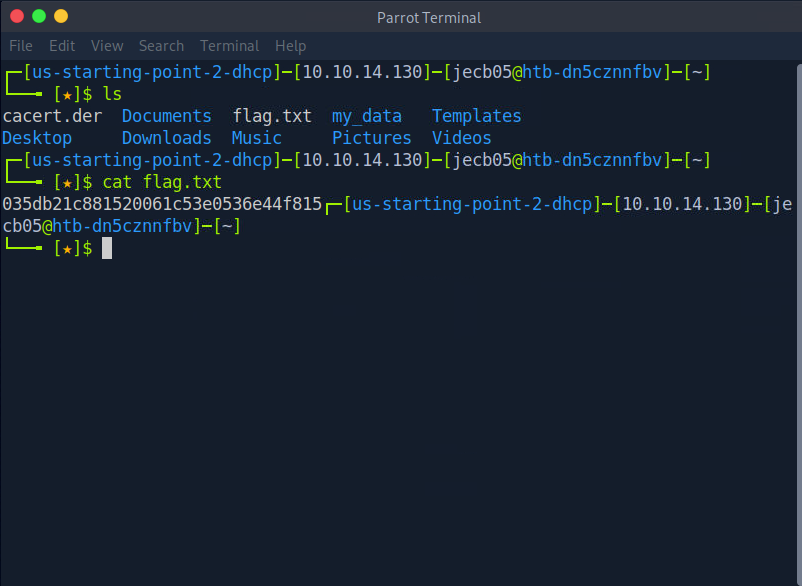 Parrot Terminal
File Edit View Search Terminal Help
┌─[us-starting-point-2-dhcp]─[10.10.14.130]─[jecb05@htb-dn5cznnfbv]─[~]
└──╼ [★]$ ls
cacert.der  Documents  flag.txt  my_data   Templates
Desktop     Downloads  Music     Pictures  Videos
┌─[us-starting-point-2-dhcp]─[10.10.14.130]─[jecb05@htb-dn5cznnfbv]─[~]
└──╼ [★]$ cat flag.txt
035db21c881520061c53e0536e44f815┌─[us-starting-point-2-dhcp]─[10.10.14.130]─[je
cb05@htb-dn5cznnfbv]─[~]
└──╼ [★]$